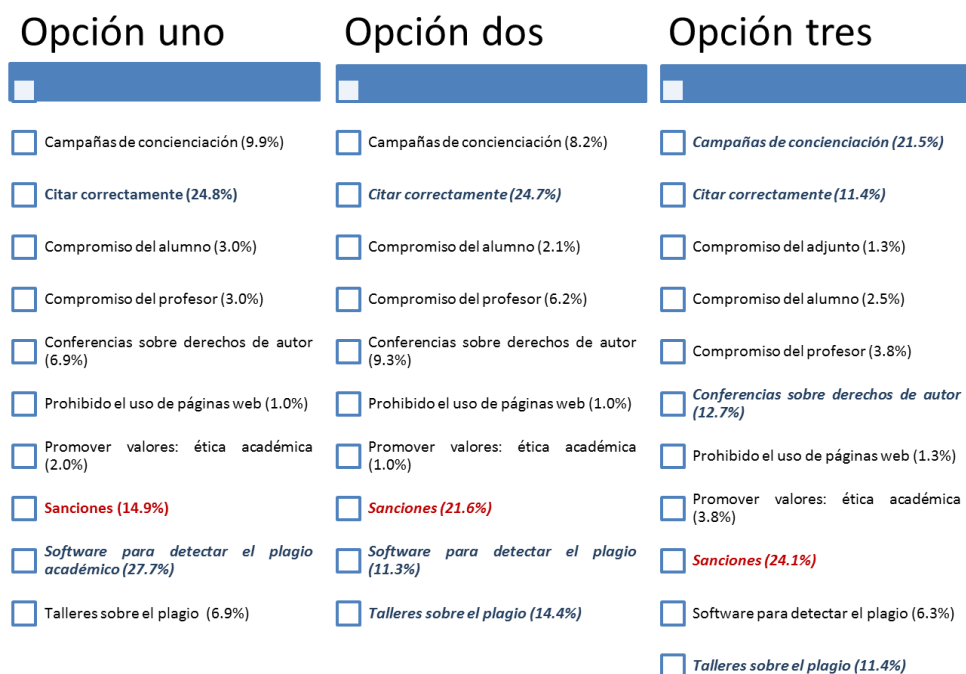 Opción uno
Campañas de concienciación (9.9%)
Citar correctamente (24.8%)
Compromiso del alumno (3.0%)
Compromiso del profesor (3.0%)
Conferencias sobre derechos de autor
(6.9%)
Prohibido el uso de páginas web (1.0%)
Promover valores: ética académica
(2.0%)
Sanciones (14.9%)
Software para detectar el plagio
académico (27.7%)
Talleres sobre el plagio (6.9%)
Opción dos
Campañas de concienciación (8.2%)
Citar correctamente (24.7%)
Compromiso del alumno (2.1%)
Compromiso del profesor (6.2%)
Conferencias sobre derechos de autor
(9.3%)
Prohibido el uso de páginas web (1.0%)
Promover valores: ética académica
(1.0%)
Sanciones (21.6%)
Software para detectar el plagio
(11.3%)
Talleres sobre el plagio (14.4%)
Opción tres
Campañas de concienciación (21.5%)
Citar correctamente (11.4%)
Compromiso del adjunto (1.3%)
Compromiso del alumno (2.5%)
Compromiso del profesor (3.8%)
Conferencias sobre derechos de autor
(12.7%)
Prohibido el uso de páginas web (1.3%)
Promover valores: ética académica
(3.8%)
Sanciones (24.1%)
Software para detectar el plagio (6.3%)
Talleres sobre el plagio (11.4%)